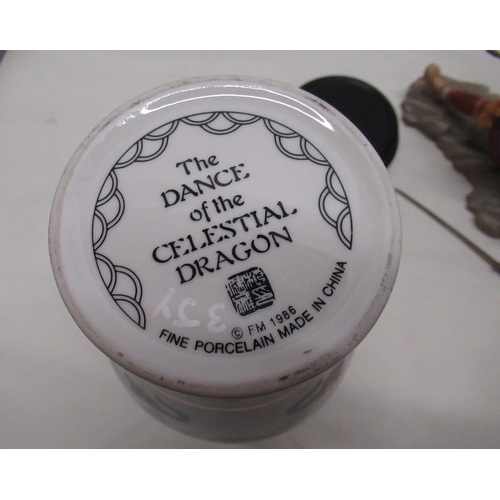 The
DANCE
of the
CELESTIAL
DRAGON
© FM 1986
FINE PORCELAIN MADE IN CHINA